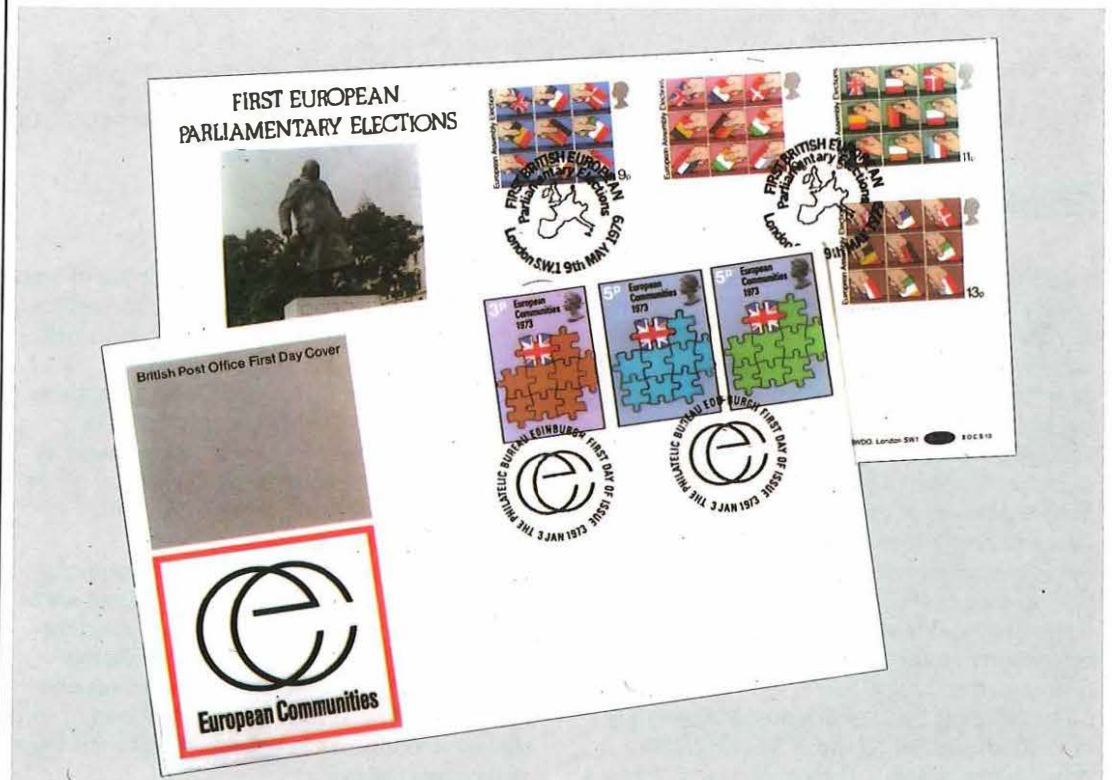 FIRST EUROPEAN
PARLIAMENTARY ELECTIONS
European Assembly Elections
9p
European Assembly Elections
European Assembly Elections
11p
European Assembly Elections
13p
FIRST BRITISH EUROPEAN
Parliamentary Elections
London S.W.1 9th MAY 1979
FIRST BRITISH EUROPEAN
Parliamentary Elections
London
9th MAY 1979
London SW1
British Post Office First Day Cover
3p
European
Communities
1973
5p
European
Communities
1973
5p
European
Communities
1973
THE PHILATELIC BUREAU EDINBURGH FIRST DAY OF ISSUE
3 JAN 1973
THE PHILATELIC BUREAU EDINBURGH FIRST DAY OF ISSUE
3 JAN 1973
European Communities